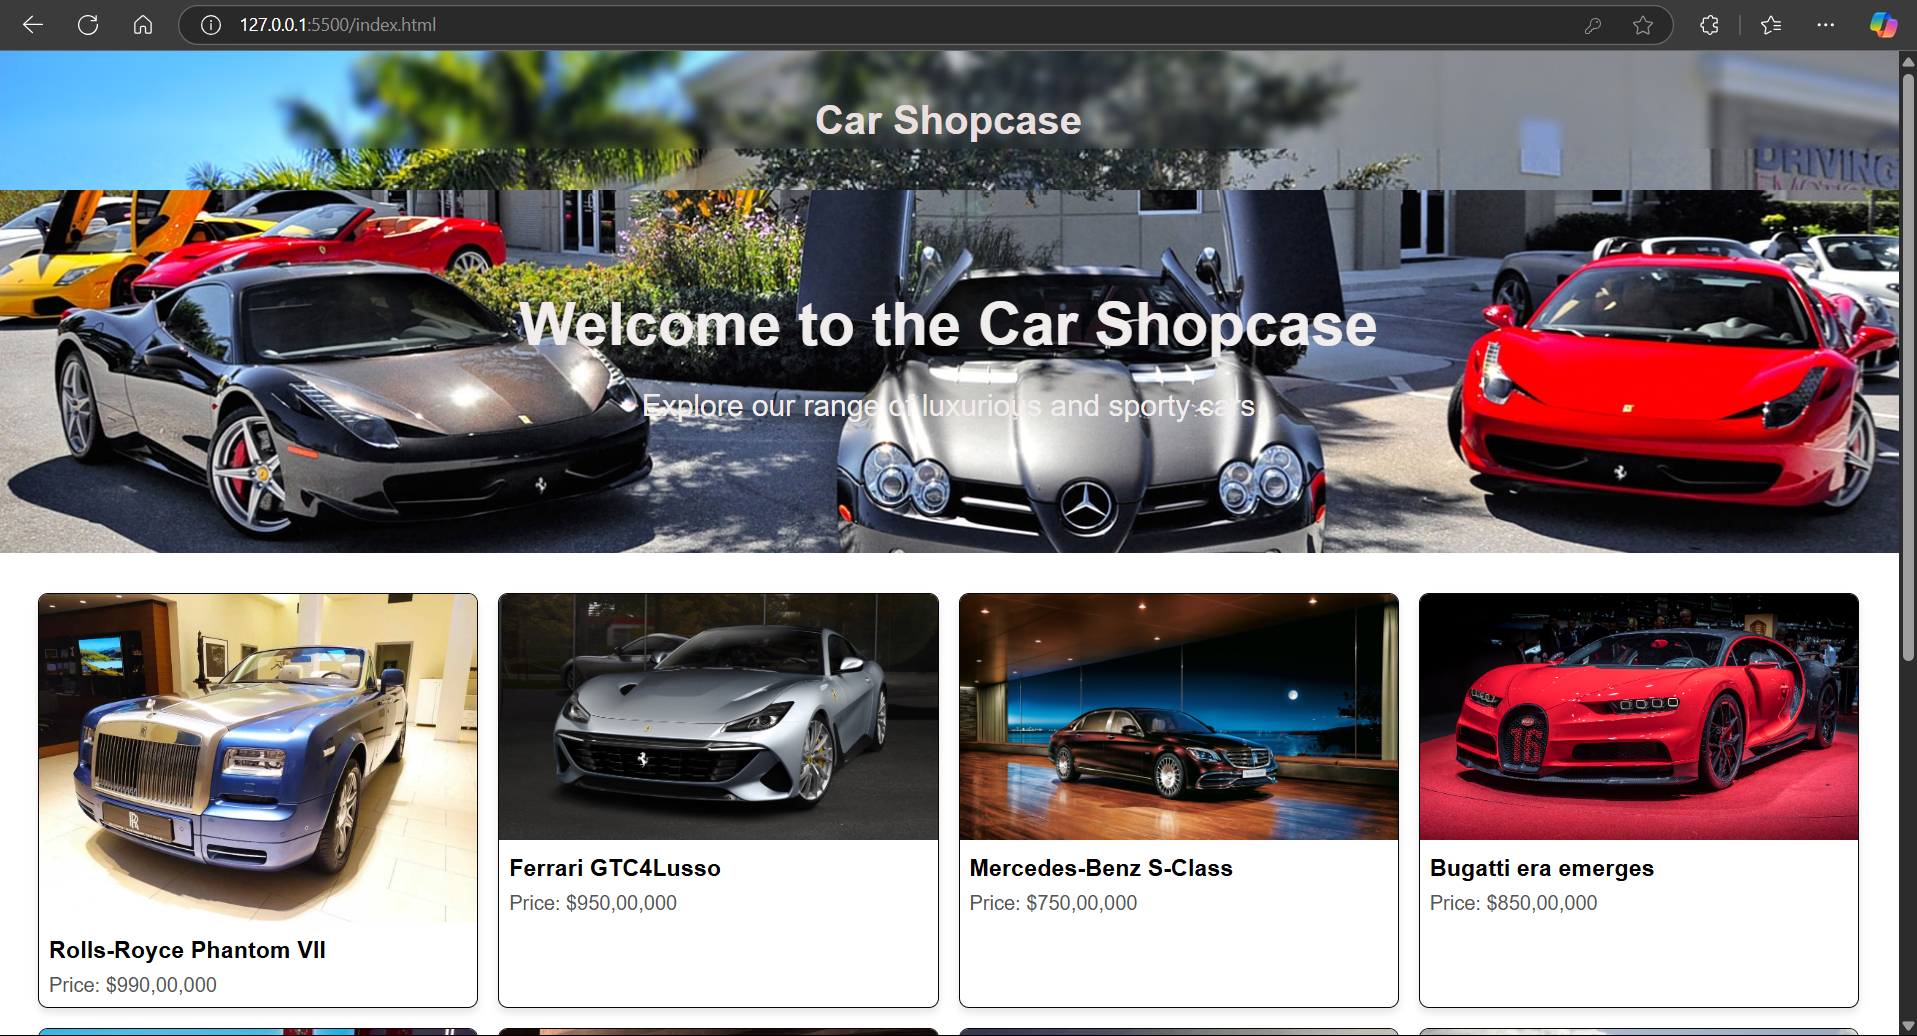 127.0.0.1:5500/index.html
Car Shopcase
DRIVING
Welcome to the Car Shopcase
Explore our range of luxurious and sporty cars
16
Rolls-Royce Phantom VII
Price: $990,00,000
Ferrari GTC4Lusso
Price: $950,00,000
Mercedes-Benz S-Class
Price: $750,00,000
Bugatti era emerges
Price: $850,00,000